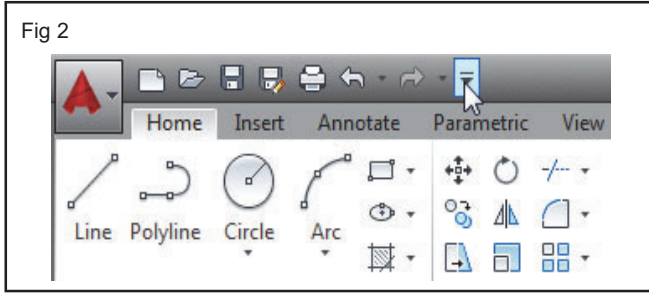 Fig 2
Home Insert Annotate Parametric View
Line Polyline Circle Arc